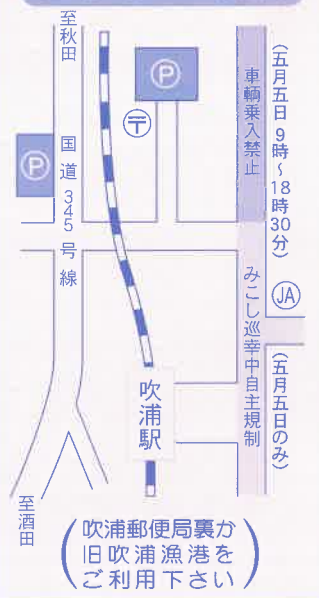 至秋田
国道345号線
至酒田
P
P
〒
吹浦駅
車輌乗入禁止
(五月五日 9時~18時30分)
JA
みこし巡幸中自主規制
(五月五日のみ)
(吹浦郵便局裏か
旧吹浦漁港を
ご利用下さい)